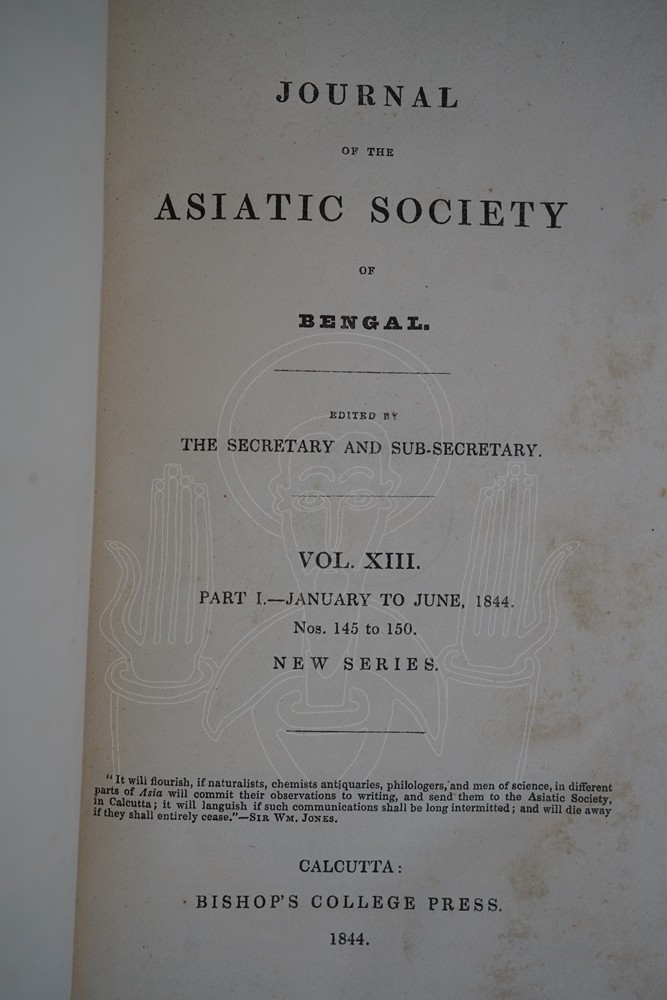 JOURNAL
OF THE
ASIATIC SOCIETY
OF
BENGAL.
EDITED BY
THE SECRETARY AND SUB-SECRETARY.
VOL. XIII.
PART I.—JANUARY TO JUNE, 1844.
Nos. 145 to 150.
NEW SERIES.
"It will flourish, if naturalists, chemists antiquaries, philologers, and men of science, in different
parts of Asia will commit their observations to writing, and send them to the Asiatic Society,
in Calcutta; it will languish if such communications shall be long intermitted; and will die away
if they shall entirely cease."—SIR WM. JONES.
CALCUTTA:
BISHOP'S COLLEGE PRESS.
1844.